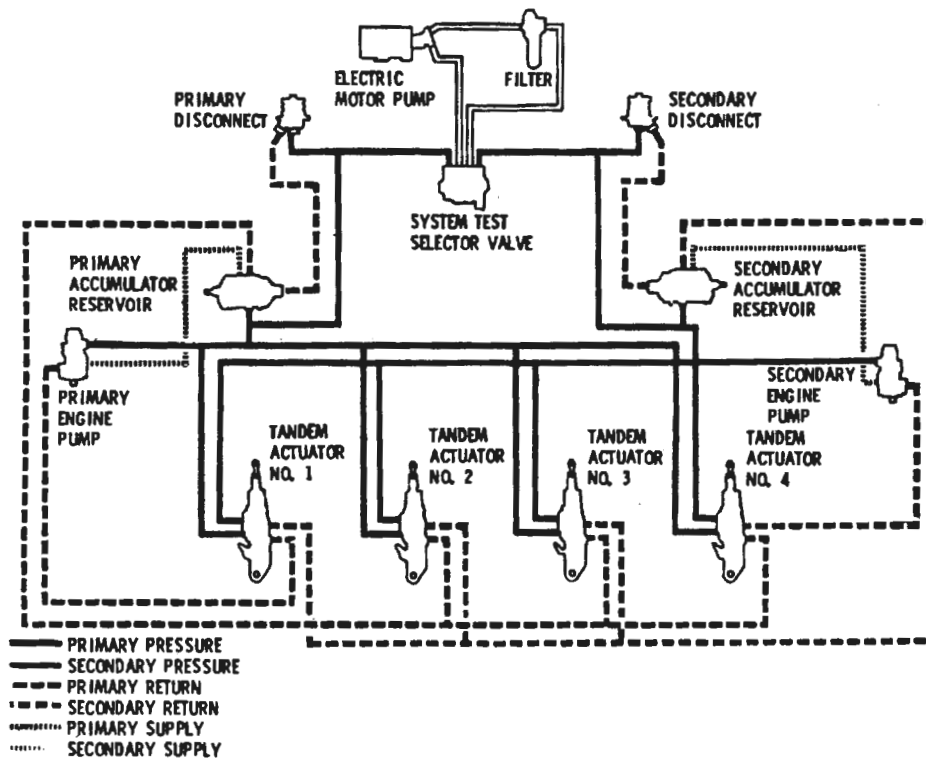 ELECTRIC
MOTOR PUMP
FILTER
PRIMARY
DISCONNECT
SECONDARY
DISCONNECT
SYSTEM TEST
SELECTOR VALVE
PRIMARY
ACCUMULATOR
RESERVOIR
SECONDARY
ACCUMULATOR
RESERVOIR
PRIMARY
ENGINE
PUMP
SECONDARY
ENGINE
PUMP
TANDEM
ACTUATOR
NO. 1
TANDEM
ACTUATOR
NO. 2
TANDEM
ACTUATOR
NO. 3
TANDEM
ACTUATOR
NO. 4
PRIMARY PRESSURE
SECONDARY PRESSURE
PRIMARY RETURN
SECONDARY RETURN
PRIMARY SUPPLY
SECONDARY SUPPLY